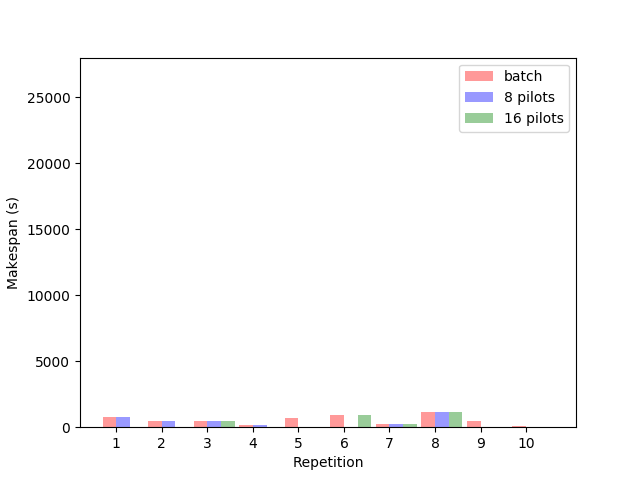 batch
8 pilots
16 pilots
25000
20000
15000
10000
5000
0
Makespan (s)
1 2 3 4 5 6 7 8 9 10
Repetition